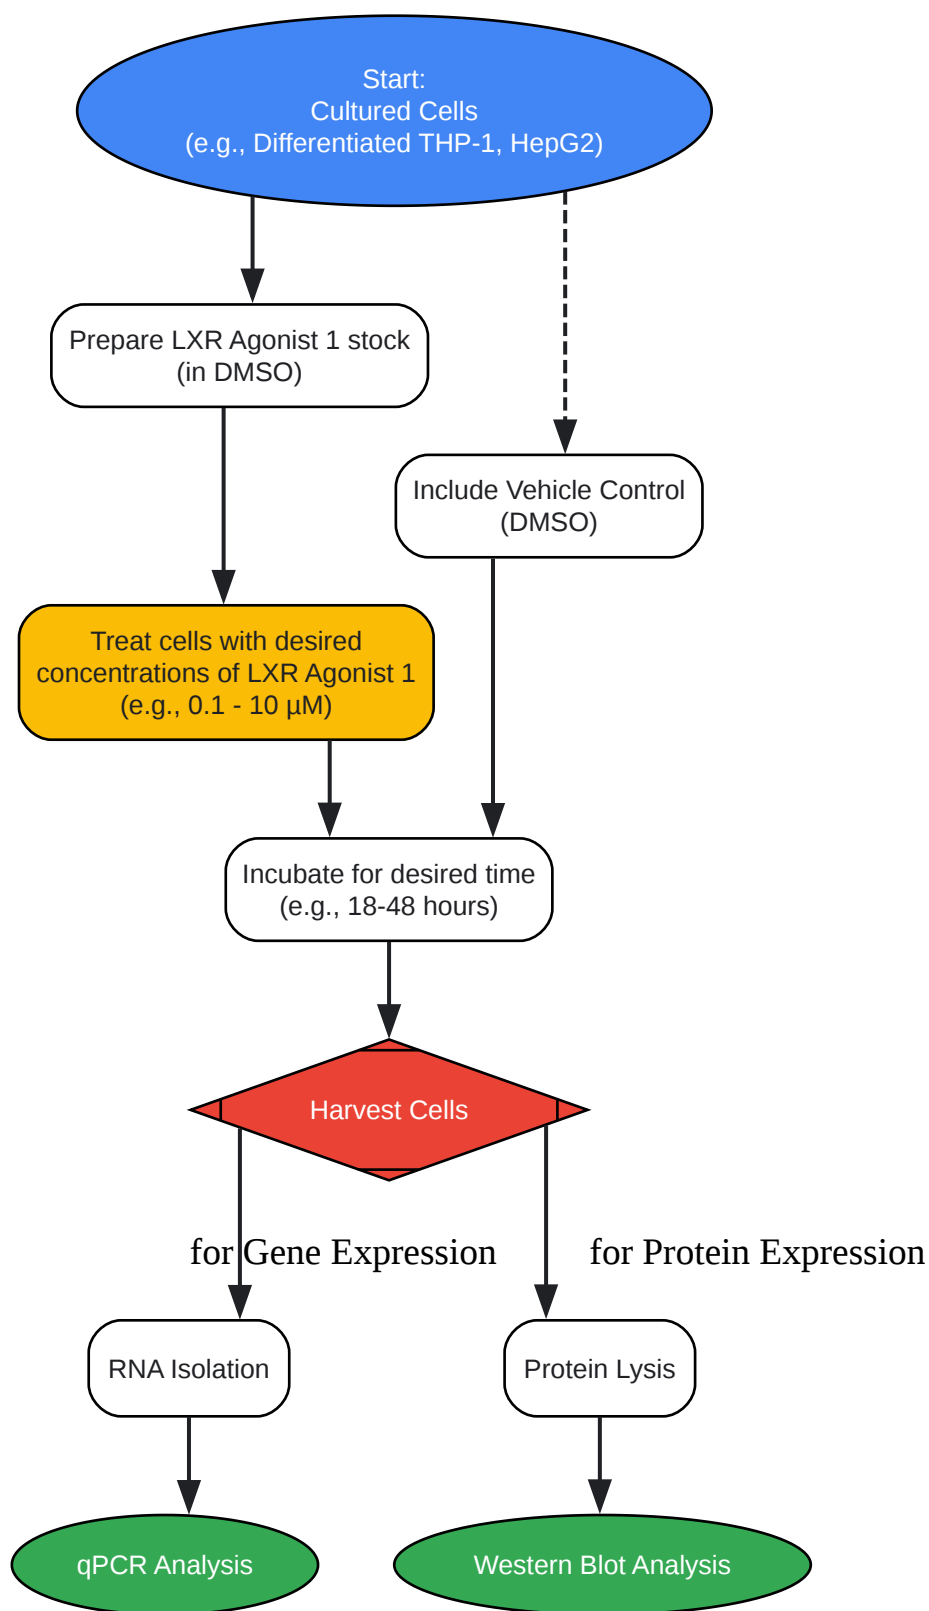 Start:
Cultured Cells
(e.g., Differentiated THP-1, HepG2)
Prepare LXR Agonist 1 stock
(in DMSO)
Include Vehicle Control
(DMSO)
Treat cells with desired
concentrations of LXR Agonist 1
(e.g., 0.1 - 10 µM)
Incubate for desired time
(e.g., 18-48 hours)
Harvest Cells
for Gene Expression
for Protein Expression
RNA Isolation
Protein Lysis
qPCR Analysis
Western Blot Analysis